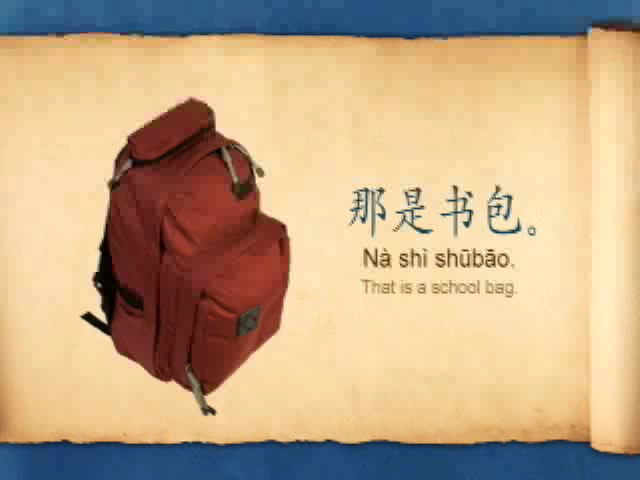 那是书包。
Nà shì shūbāo.
That is a school bag.